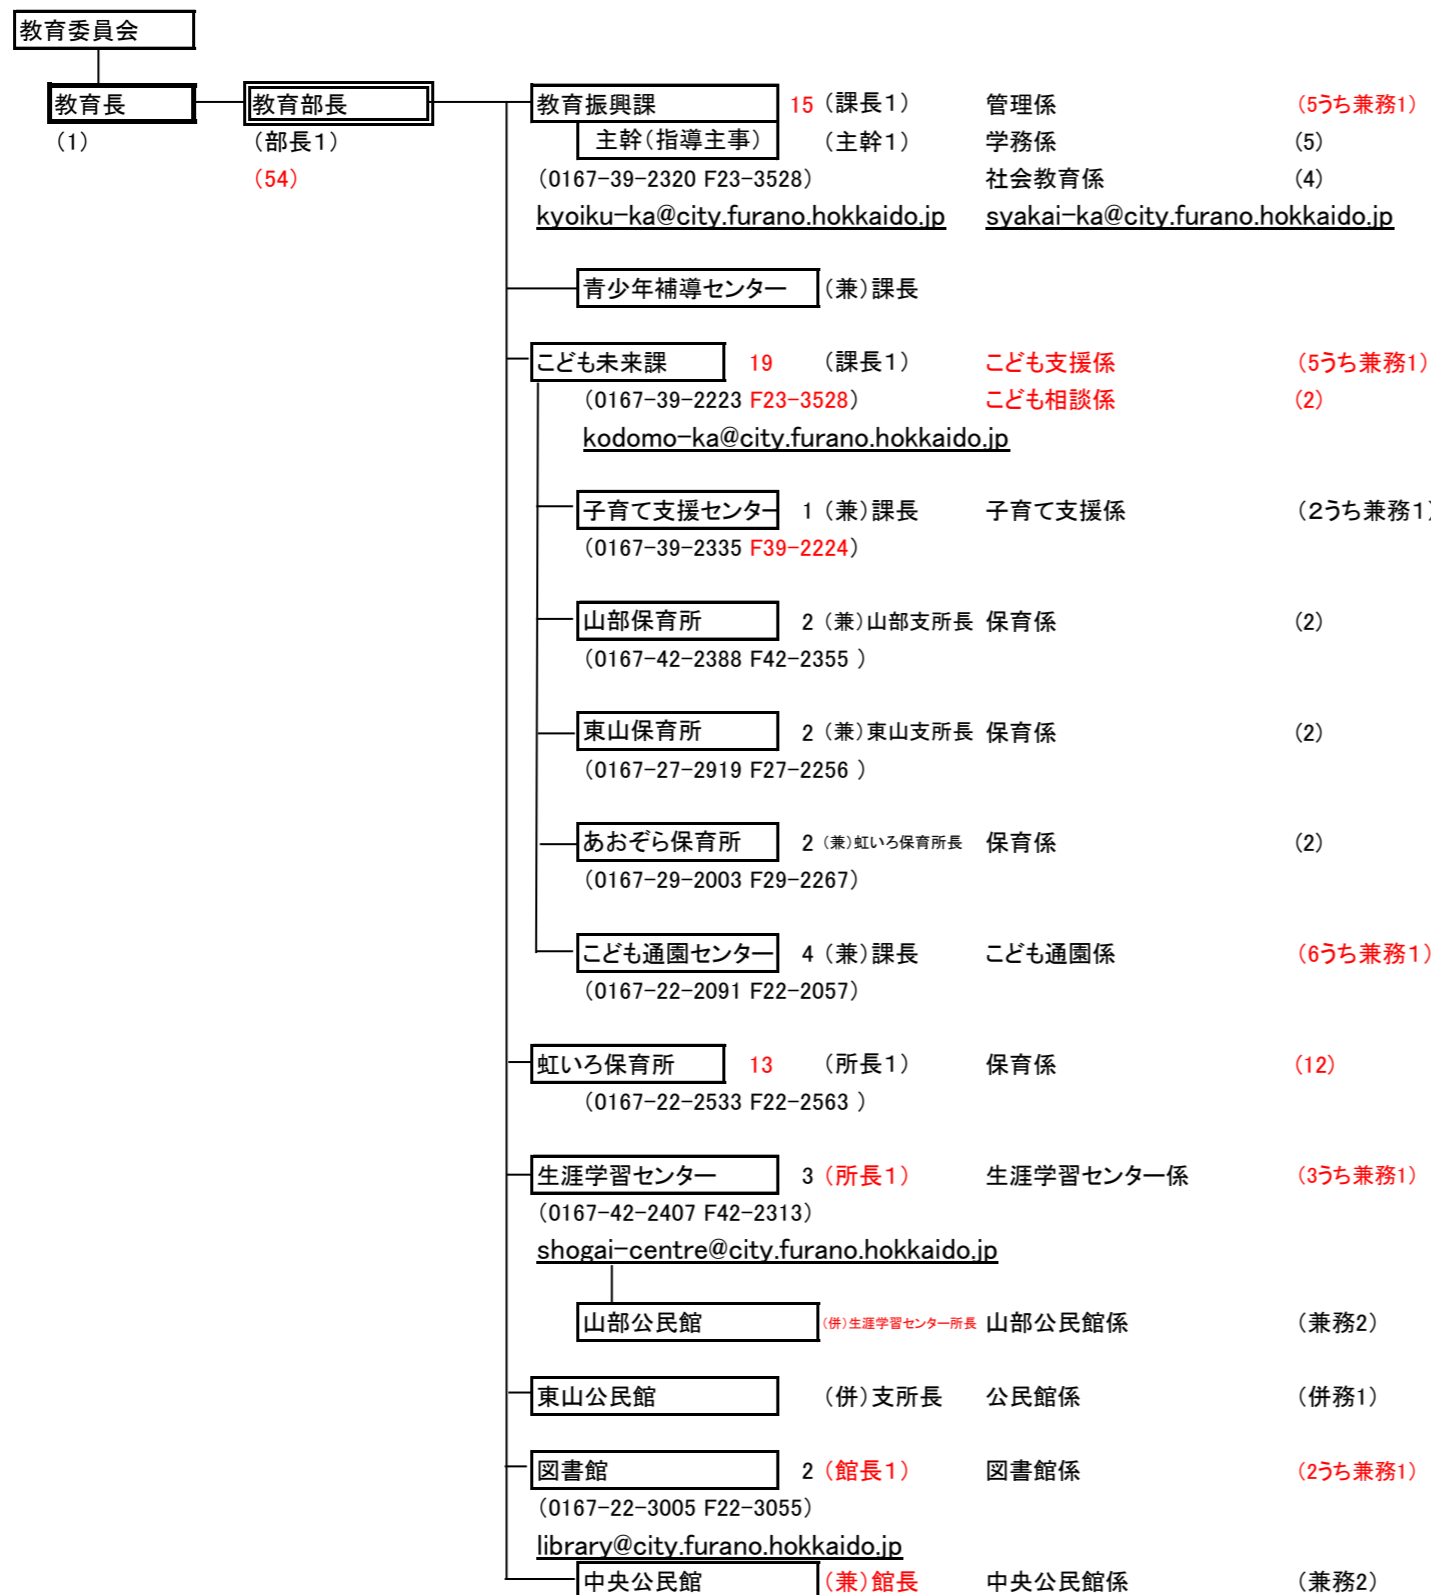 教育委員会
教育長 教育部長 教育振興課 15 (課長1) 管理係 (5うち兼務1)
(1) (部長1) 主幹(指導主事) (主幹1) 学務係 (5)
(54) (0167-39-2320 F23-3528) 社会教育係 (4)
kyoiku-ka@city.furano.hokkaido.jp syakai-ka@city.furano.hokkaido.jp
青少年補導センター (兼)課長
こども未来課 19 (課長1) こども支援係 (5うち兼務1)
(0167-39-2223 F23-3528) こども相談係 (2)
kodomo-ka@city.furano.hokkaido.jp
子育て支援センター 1 (兼)課長 子育て支援係 (2うち兼務1)
(0167-39-2335 F39-2224)
山部保育所 2 (兼)山部支所長 保育係 (2)
(0167-42-2388 F42-2355 )
東山保育所 2 (兼)東山支所長 保育係 (2)
(0167-27-2919 F27-2256 )
あおぞら保育所 2 (兼)虹いろ保育所長 保育係 (2)
(0167-29-2003 F29-2267)
こども通園センター 4 (兼)課長 こども通園係 (6うち兼務1)
(0167-22-2091 F22-2057)
虹いろ保育所 13 (所長1) 保育係 (12)
(0167-22-2533 F22-2563 )
生涯学習センター 3 (所長1) 生涯学習センター係 (3うち兼務1)
(0167-42-2407 F42-2313)
shogai-centre@city.furano.hokkaido.jp
山部公民館 (併)生涯学習センター所長 山部公民館係 (兼務2)
東山公民館 (併)支所長 公民館係 (併務1)
図書館 2 (館長1) 図書館係 (2うち兼務1)
(0167-22-3005 F22-3055)
library@city.furano.hokkaido.jp
中央公民館 (兼)館長 中央公民館係 (兼務2)